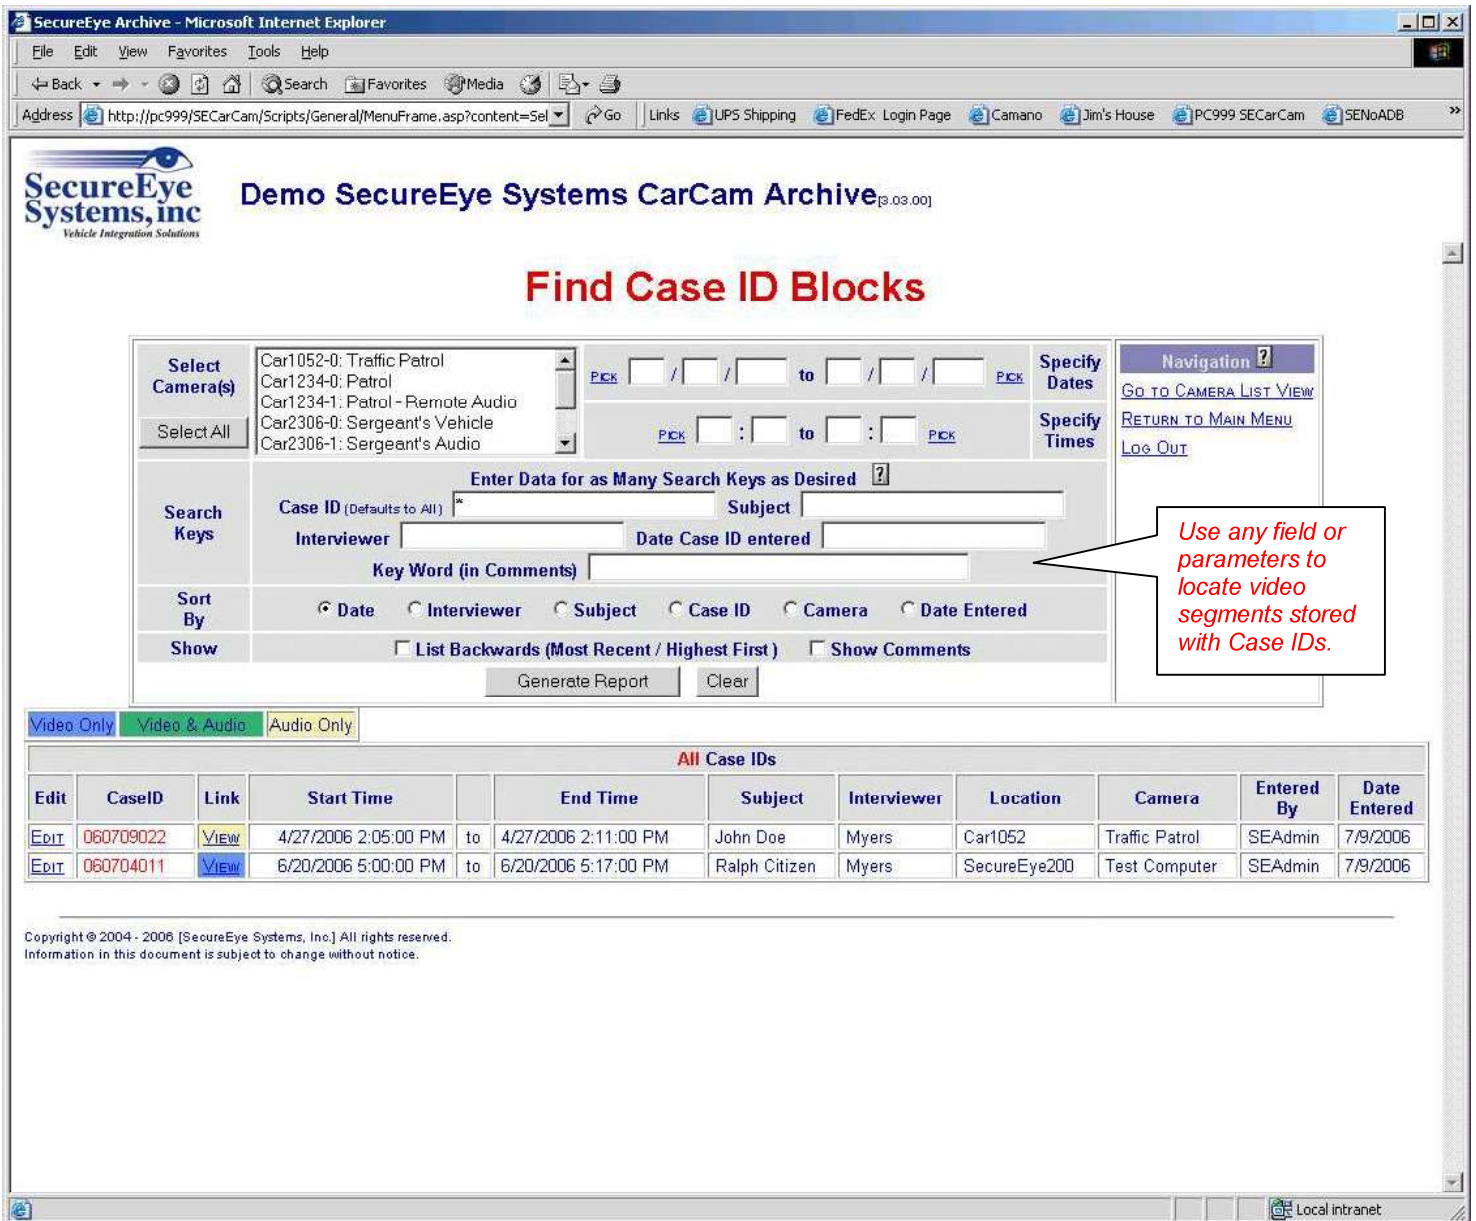 SecureEye Archive - Microsoft Internet Explorer
File Edit View Favorites Tools Help
Back Search Favorites Media
Address http://pc999/SECarCam/Scripts/General/MenuFrame.asp?content=Sel Go Links UPS Shipping FedEx Login Page Camano Jim's House PC999 SECarCam SENoADB »
SecureEye
Systems, inc
Vehicle Integration Solutions
Demo SecureEye Systems CarCam Archive[3.03.00]
Find Case ID Blocks
Select
Camera(s)
Select All
Car1052-0: Traffic Patrol
Car1234-0: Patrol
Car1234-1: Patrol - Remote Audio
Car2306-0: Sergeant's Vehicle
Car2306-1: Sergeant's Audio
PICK / / to / / PICK
Specify
Dates
PICK : to : PICK
Specify
Times
Navigation ?
GO TO CAMERA LIST VIEW
RETURN TO MAIN MENU
LOG OUT
Search
Keys
Enter Data for as Many Search Keys as Desired ?
Case ID (Defaults to All) * Subject
Interviewer Date Case ID entered
Key Word (in Comments)
Use any field or
parameters to
locate video
segments stored
with Case IDs.
Sort
By
Date Interviewer Subject Case ID Camera Date Entered
Show List Backwards (Most Recent / Highest First) Show Comments
Generate Report Clear
Video Only Video & Audio Audio Only
All Case IDs
Edit CaseID Link Start Time End Time Subject Interviewer Location Camera Entered By Date Entered
EDIT 060709022 VIEW 4/27/2006 2:05:00 PM to 4/27/2006 2:11:00 PM John Doe Myers Car1052 Traffic Patrol SEAdmin 7/9/2006
EDIT 060704011 VIEW 6/20/2006 5:00:00 PM to 6/20/2006 5:17:00 PM Ralph Citizen Myers SecureEye200 Test Computer SEAdmin 7/9/2006
Copyright © 2004 - 2006 [SecureEye Systems, Inc.] All rights reserved.
Information in this document is subject to change without notice.
Local intranet